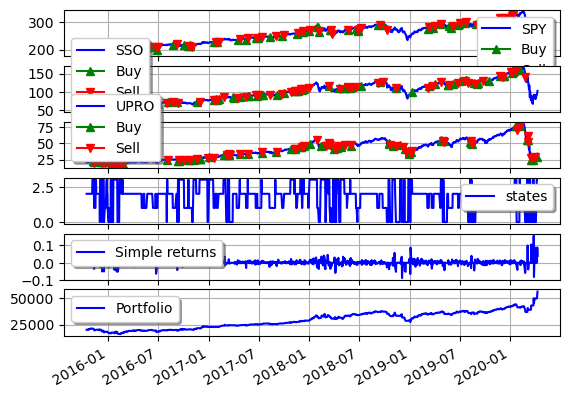 300
200
SPY
Buy
Sell
150
100
50
SSO
Buy
Sell
75
50
25
UPRO
Buy
Sell
2.5
0.0
states
0.1
0.0
−0.1
Simple returns
50000
25000
Portfolio
2016-01
2016-07
2017-01
2017-07
2018-01
2018-07
2019-01
2019-07
2020-01